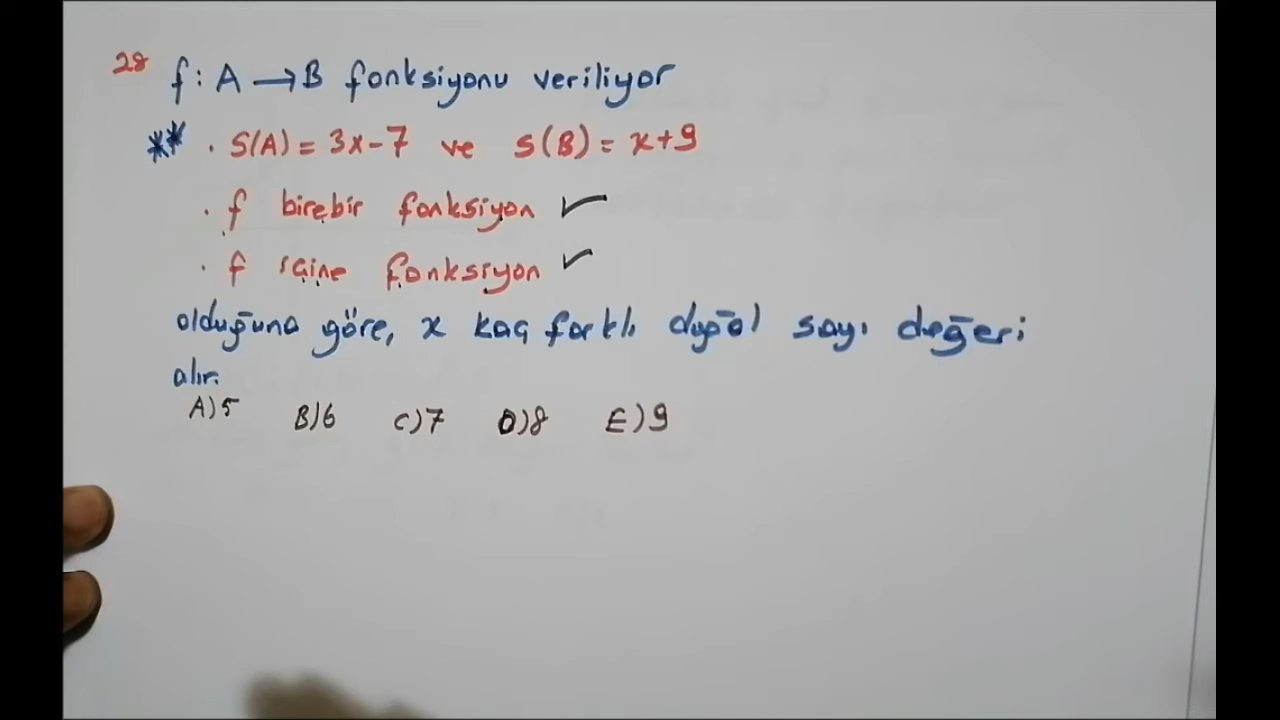 28 f: A → B fonksiyonu veriliyor
** · S(A) = 3x-7 ve s(B) = x+9
· f birebir fonksiyon ✓
· f içine fonksiyon ✓
olduğuna göre, x kaç farklı doğal sayı değeri
alır.
A)5 B)6 C)7 D)8 E)9